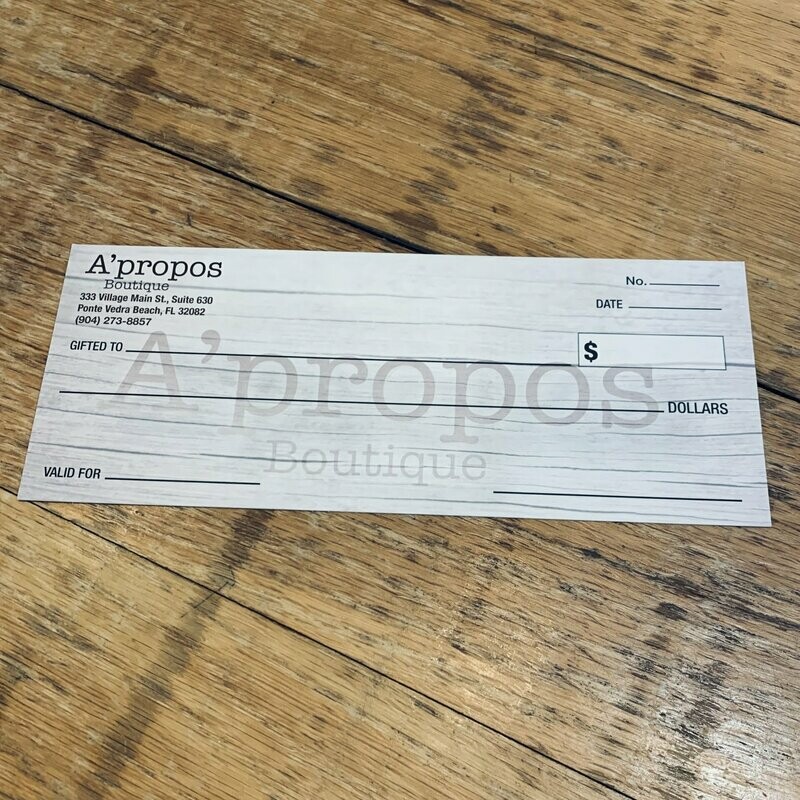 A'propos
Boutique
333 Village Main St., Suite 630
Ponte Vedra Beach, FL 32082
(904) 273-8857
No.
DATE
GIFTED TO
$
DOLLARS
A'propos
Boutique
VALID FOR